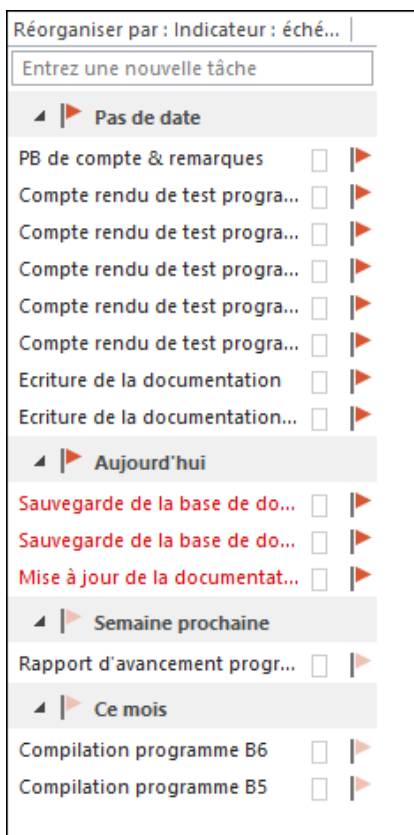 Réorganiser par : Indicateur : éché...
Entrez une nouvelle tâche
Pas de date
PB de compte & remarques
Compte rendu de test progra...
Compte rendu de test progra...
Compte rendu de test progra...
Compte rendu de test progra...
Compte rendu de test progra...
Ecriture de la documentation
Ecriture de la documentation...
Aujourd'hui
Sauvegarde de la base de do...
Sauvegarde de la base de do...
Mise à jour de la documentat...
Semaine prochaine
Rapport d'avancement progr...
Ce mois
Compilation programme B6
Compilation programme B5